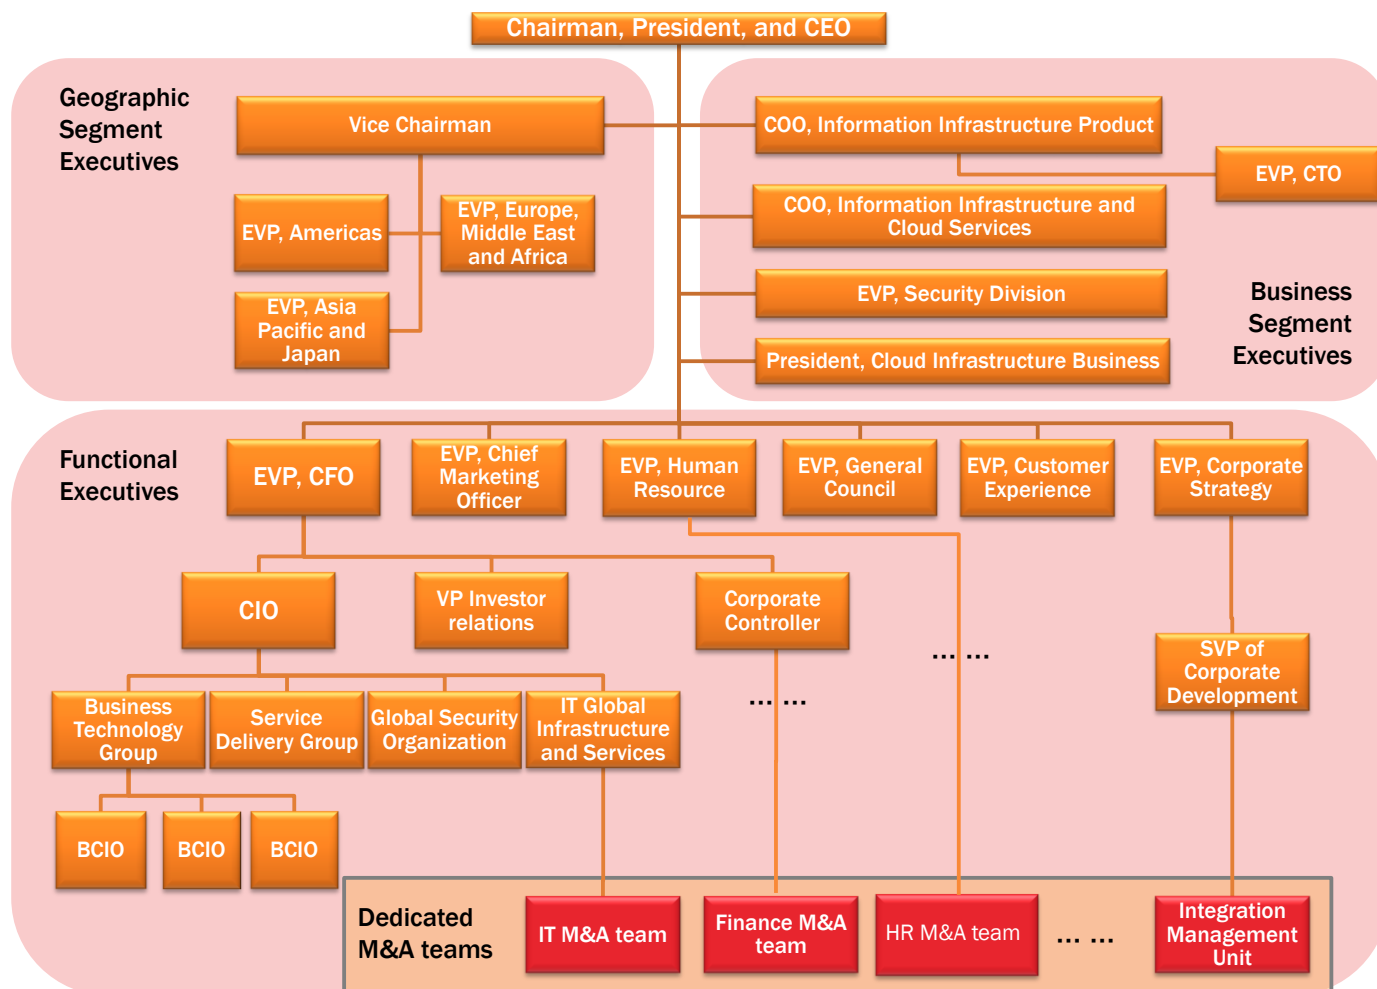 Chairman, President, and CEO
Geographic
Segment
Executives
Vice Chairman
EVP, Americas
EVP, Europe,
Middle East
and Africa
EVP, Asia
Pacific and
Japan
COO, Information Infrastructure Product
EVP, CTO
COO, Information Infrastructure and
Cloud Services
EVP, Security Division
President, Cloud Infrastructure Business
Business
Segment
Executives
Functional
Executives
EVP, CFO
EVP, Chief
Marketing
Officer
EVP, Human
Resource
EVP, General
Council
EVP, Customer
Experience
EVP, Corporate
Strategy
CIO
VP Investor
relations
Corporate
Controller
... ...
... ...
SVP of
Corporate
Development
Business
Technology
Group
Service
Delivery Group
Global Security
Organization
IT Global
Infrastructure
and Services
BCIO
BCIO
BCIO
Dedicated
M&A teams
IT M&A team
Finance M&A
team
HR M&A team
... ...
Integration
Management
Unit